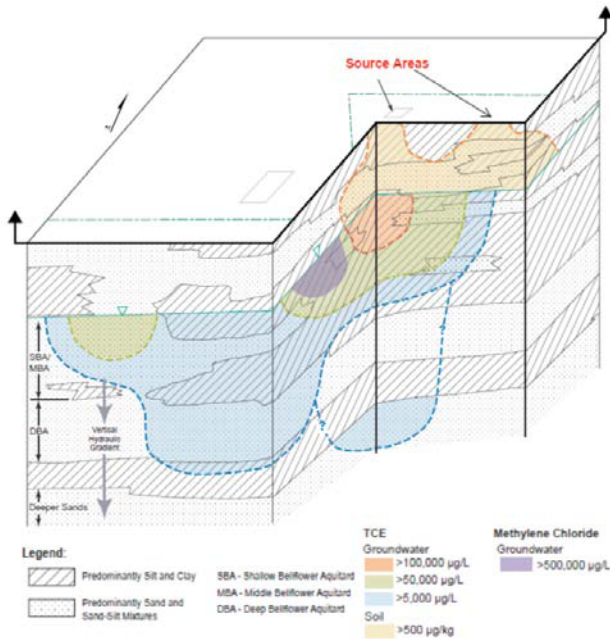 Source Areas
SBA/
MBA
DBA
Vertical
Hydraulic
Gradient
Deeper Sands
Legend:
Predominantly Silt and Clay
Predominantly Sand and
Sand-Silt Mixtures
SBA - Shallow Bellflower Aquitard
MBA - Middle Bellflower Aquitard
DBA - Deep Bellflower Aquitard
TCE
Groundwater
>100,000 µg/L
>50,000 µg/L
>5,000 µg/L
Soil
>500 µg/kg
Methylene Chloride
Groundwater
>500,000 µg/L